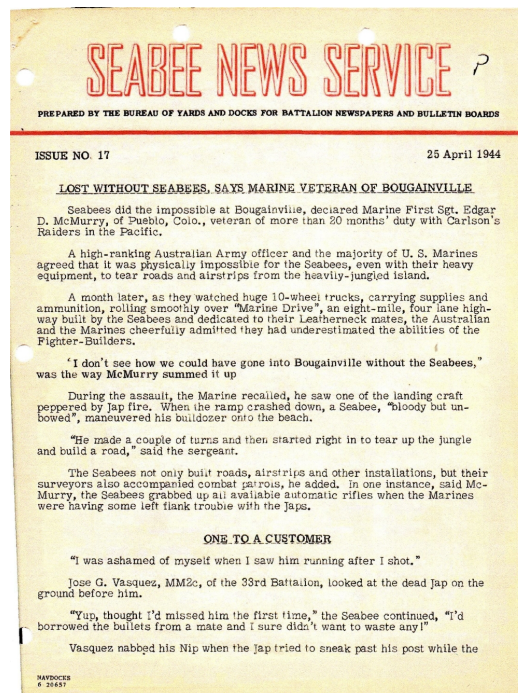 SEABEE NEWS SERVICE
P
PREPARED BY THE BUREAU OF YARDS AND DOCKS FOR BATTALION NEWSPAPERS AND BULLETIN BOARDS
ISSUE NO. 17 25 April 1944
LOST WITHOUT SEABEES, SAYS MARINE VETERAN OF BOUGAINVILLE
Seabees did the impossible at Bougainville, declared Marine First Sgt. Edgar
D. McMurry, of Pueblo, Colo., veteran of more than 20 months' duty with Carlson's
Raiders in the Pacific.
A high-ranking Australian Army officer and the majority of U. S. Marines
agreed that it was physically impossible for the Seabees, even with their heavy
equipment, to tear roads and airstrips from the heavily-jungled island.
A month later, as they watched huge 10-wheel trucks, carrying supplies and
ammunition, rolling smoothly over "Marine Drive", an eight-mile, four lane high-
way built by the Seabees and dedicated to their Leatherneck mates, the Australian
and the Marines cheerfully admitted they had underestimated the abilities of the
Fighter-Builders.
"I don't see how we could have gone into Bougainville without the Seabees,"
was the way McMurry summed it up
During the assault, the Marine recalled, he saw one of the landing craft
peppered by Jap fire. When the ramp crashed down, a Seabee, "bloody but un-
bowed", maneuvered his bulldozer onto the beach.
"He made a couple of turns and then started right in to tear up the jungle
and build a road," said the sergeant.
The Seabees not only built roads, airstrips and other installations, but their
surveyors also accompanied combat patrols, he added. In one instance, said Mc-
Murry, the Seabees grabbed up all available automatic rifles when the Marines
were having some left flank trouble with the Japs.
ONE TO A CUSTOMER
"I was ashamed of myself when I saw him running after I shot."
Jose G. Vasquez, MM2c, of the 33rd Battalion, looked at the dead Jap on the
ground before him.
"Yup, thought I'd missed him the first time," the Seabee continued, "I'd
borrowed the bullets from a mate and I sure didn't want to waste any!"
Vasquez nabbed his Nip when the Jap tried to sneak past his post while the
NAVDOCKS
6 20657